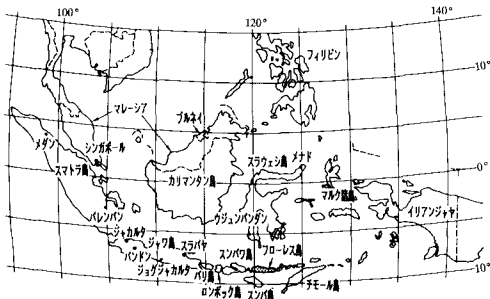 100°
120°
140°
10°
フィリピン
マレーシア
ブルネイ
メダン
シンガポール
スラウェシ島
メナド
0°
スマトラ島
カリマンタン島
マルク諸島
パレンバン
ウジュンパンダン
イリアンジャヤ
ジャカルタ
ジャワ島
スラバヤ
スンバワ島
フローレス島
バンドン
ジョグジャカルタ
バリ島
チモール島
10°
ロンボック島
スンバ島